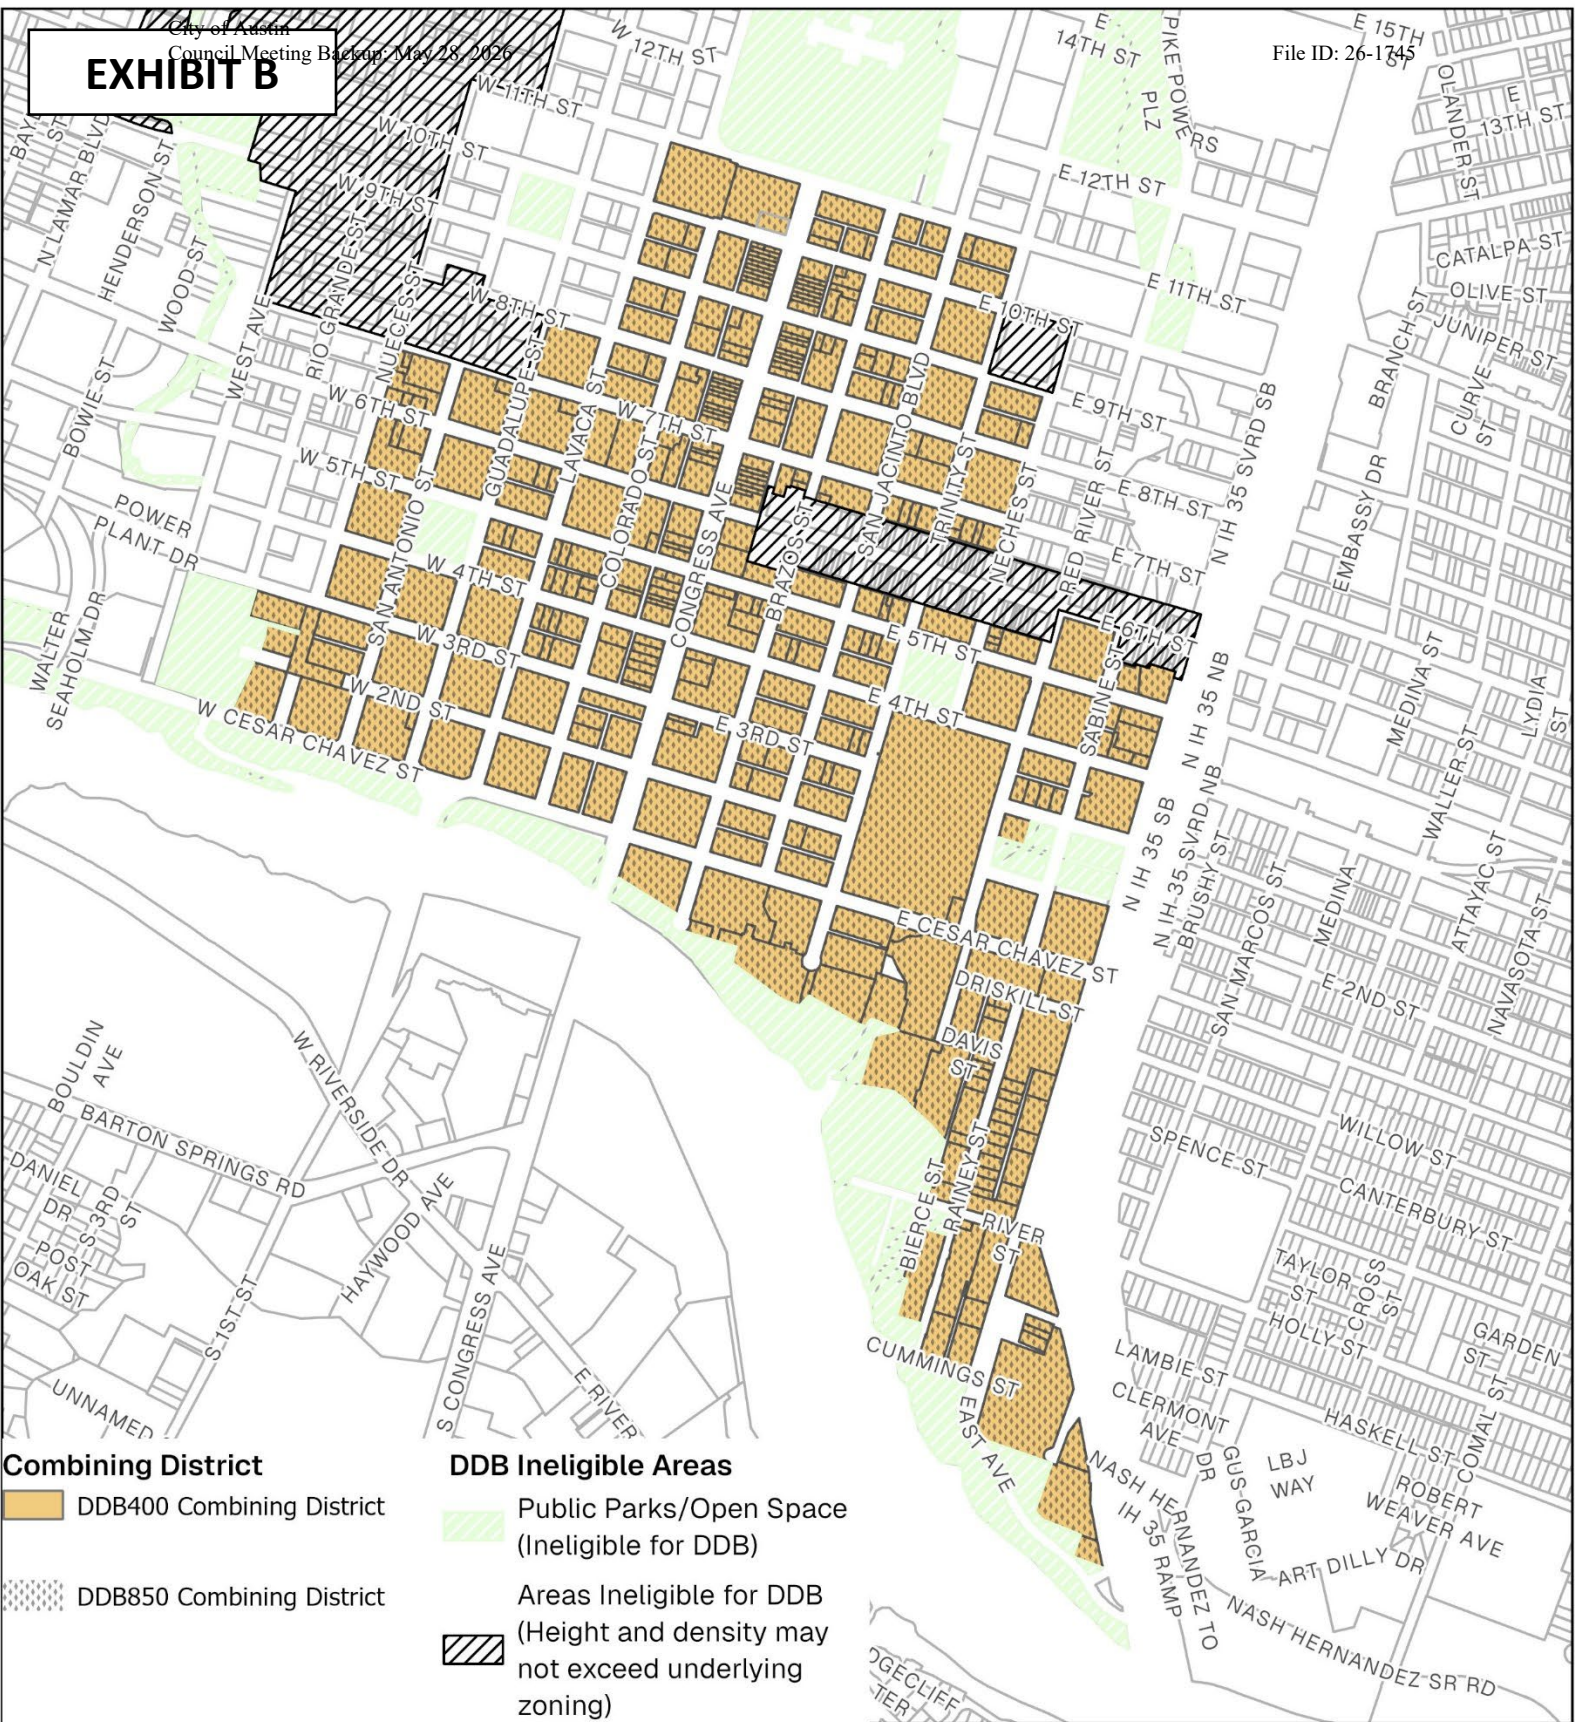 City of Austin
Council Meeting Backup: May 28, 2026
File ID: 26-1745
EXHIBIT B
W 12TH ST
E 14TH ST
PIKE POWERS PLZ
E 15TH ST
OLANDER ST
E 13TH ST
W 11TH ST
W 10TH ST
W 9TH ST
W 8TH ST
E 12TH ST
E 11TH ST
E 10TH ST
CATALPA ST
OLIVE ST
JUNIPER ST
BRANCH ST
CURVE ST
N LAMAR BLVD
HENDERSON ST
WOOD ST
WEST AVE
RIO GRANDE ST
NUECES ST
BOWIE ST
W 6TH ST
W 5TH ST
GUADALUPE ST
LAVACA ST
W 7TH ST
COLORADO ST
CONGRESS AVE
SAN JACINTO BLVD
TRINITY ST
NECHES ST
E 9TH ST
E 8TH ST
RED RIVER ST
E 7TH ST
N IH 35 SVRD SB
EMBASSY DR
POWER PLANT DR
SAN ANTONIO ST
W 4TH ST
BRAZOS ST
E 6TH ST
E 5TH ST
E 4TH ST
E 3RD ST
SABINE ST
N IH 35 NB
MEDINA ST
LYDIA ST
WALTER SEAHOLM DR
W 3RD ST
W 2ND ST
W CESAR CHAVEZ ST
N IH 35 SB
N IH 35 SVRD NB
BRUSHY ST
SAN MARCOS ST
MEDINA
WALLER ST
ATTAYAC ST
NAVASOTA ST
E CESAR CHAVEZ ST
DRISKILL ST
DAVIS ST
E 2ND ST
BOULDIN AVE
W RIVERSIDE DR
BARTON SPRINGS RD
DANIEL DR
S 3RD ST
POST OAK ST
HAYWOOD AVE
S 1ST ST
S CONGRESS AVE
UNNAMED
E RIVER
BIERCE ST
RAINEY ST
RIVER ST
CUMMINGS ST
EAST AVE
WILLOW ST
SPENCE ST
CANTERBURY ST
TAYLOR ST
CROSS ST
HOLLY ST
GARDEN ST
LAMBIE ST
CLERMONT AVE
HASKELL ST
COMAL ST
LBJ WAY
ROBERT WEAVER AVE
GUS GARCIA DR
ART DILLY DR
NASH HERNANDEZ TO IH 35 RAMP
NASH HERNANDEZ SR RD
Combining District
DDB400 Combining District
DDB850 Combining District
DDB Ineligible Areas
Public Parks/Open Space
(Ineligible for DDB)
Areas Ineligible for DDB
(Height and density may
not exceed underlying
zoning)